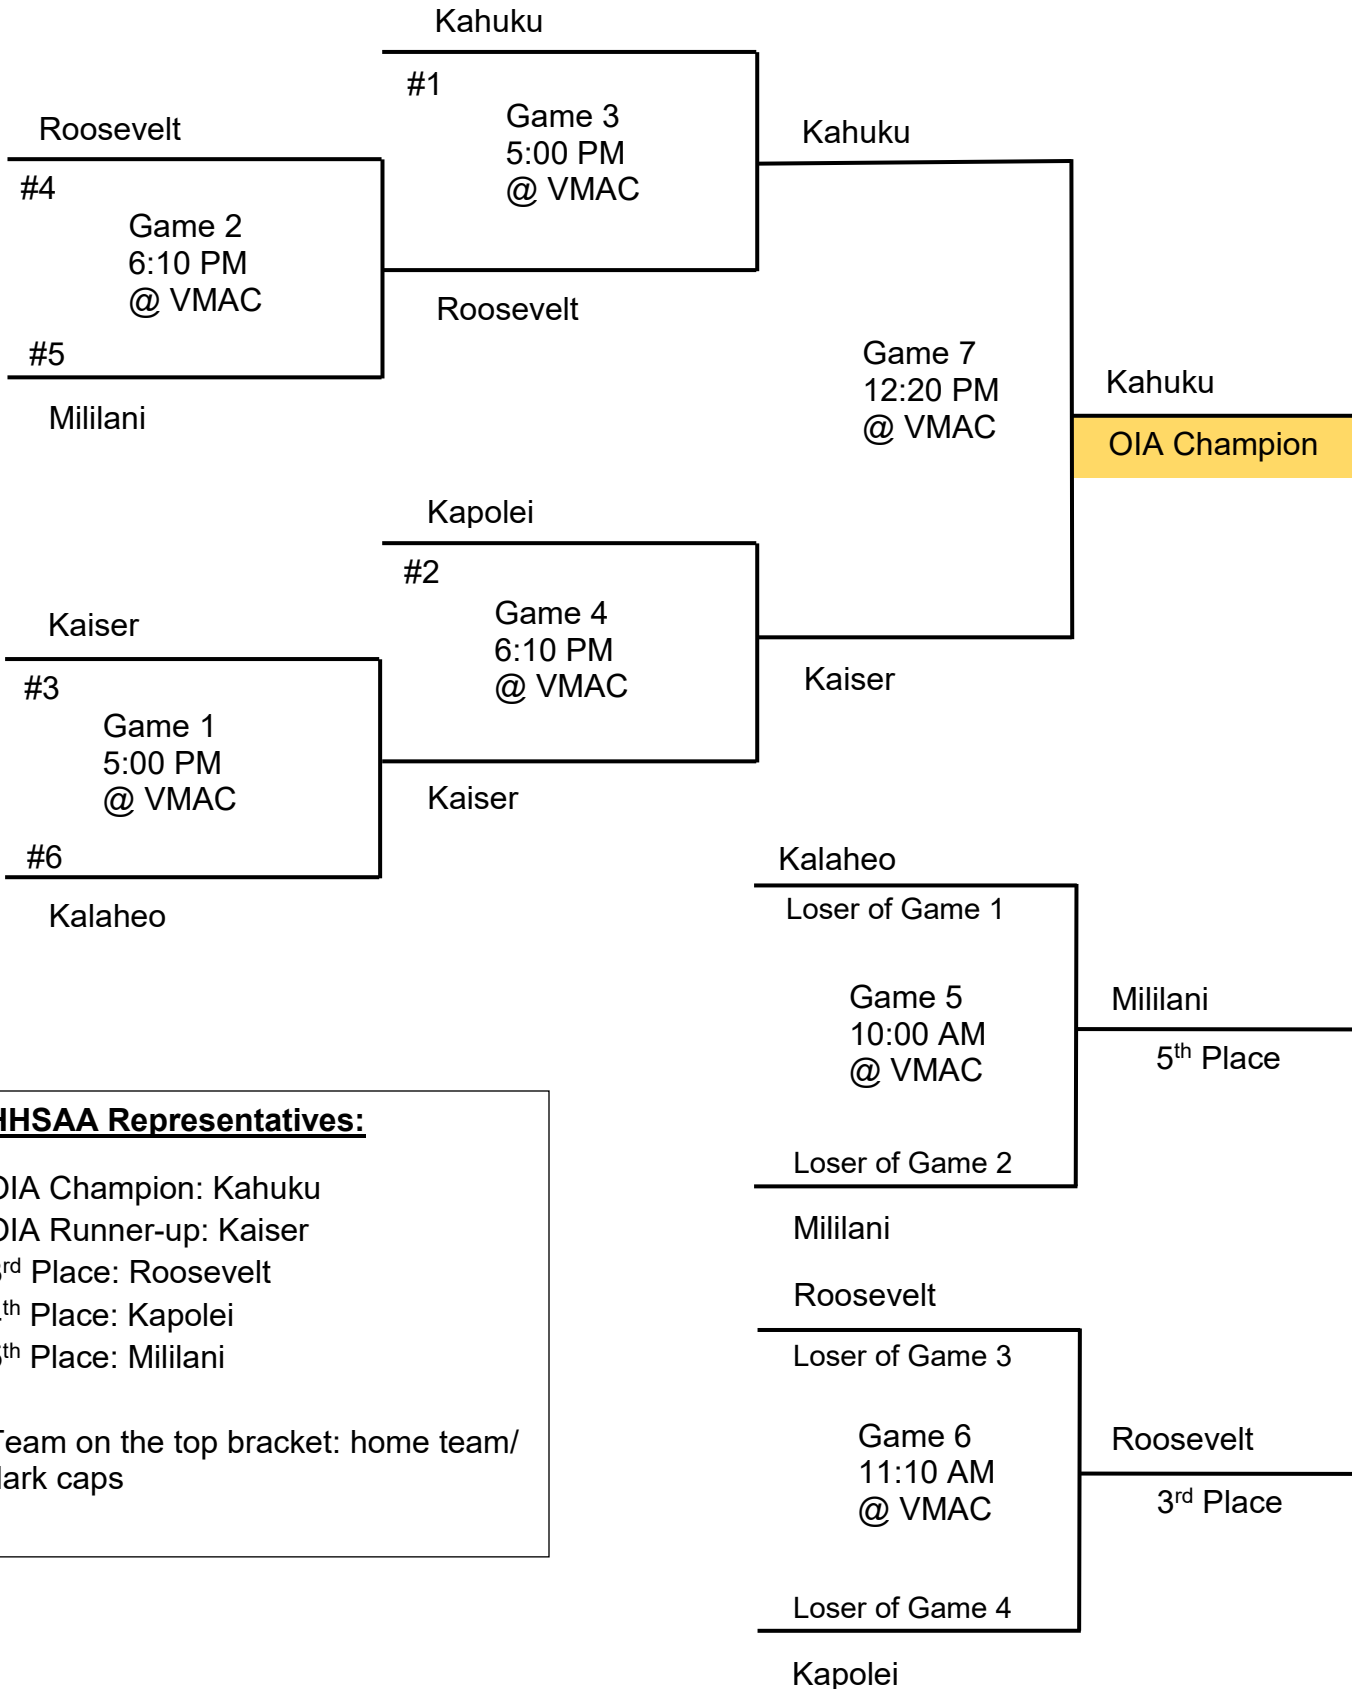 Kahuku
#1
Game 3
5:00 PM
@ VMAC
Roosevelt
#4
Game 2
6:10 PM
@ VMAC
#5
Mililani
Roosevelt
Kahuku
Game 7
12:20 PM
@ VMAC
Kahuku
OIA Champion
Kapolei
#2
Game 4
6:10 PM
@ VMAC
Kaiser
#3
Game 1
5:00 PM
@ VMAC
#6
Kalaheo
Kaiser
Kaiser
Kalaheo
Loser of Game 1
Game 5
10:00 AM
@ VMAC
Loser of Game 2
Mililani
Mililani
5th Place
HHSAA Representatives:
OIA Champion: Kahuku
OIA Runner-up: Kaiser
3rd Place: Roosevelt
4th Place: Kapolei
5th Place: Mililani
Team on the top bracket: home team/
dark caps
Roosevelt
Loser of Game 3
Game 6
11:10 AM
@ VMAC
Loser of Game 4
Kapolei
Roosevelt
3rd Place